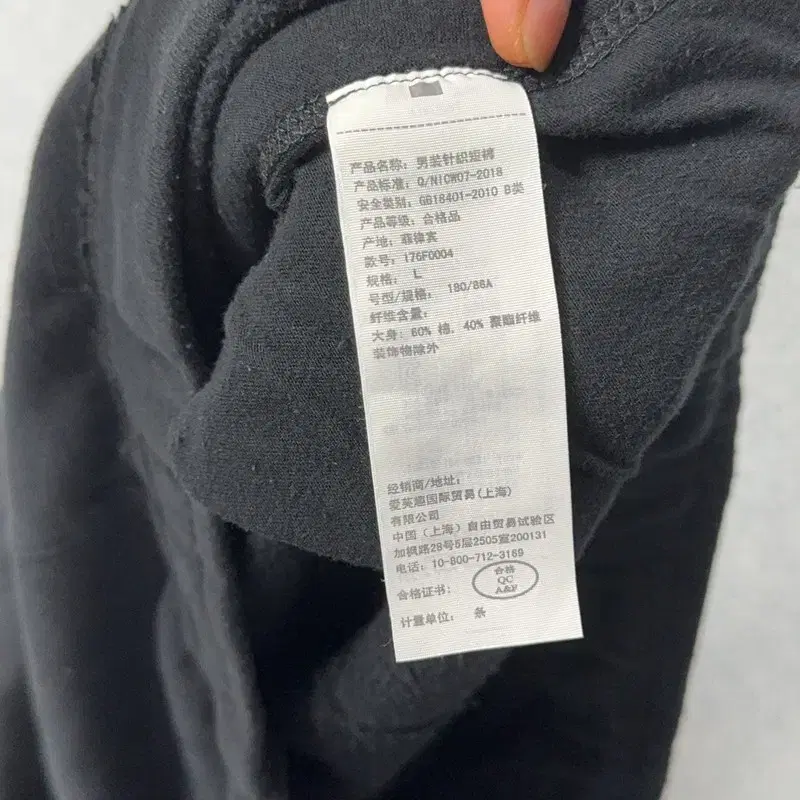 产品名称: 男装针织短裤
产品标准: Q/NICW07-2018
安全类别: GB18401-2010 B类
产品等级: 合格品
产地: 菲律宾
款号: 176F0004
规格: L
号型/规格: 180/86A
纤维含量:
大身: 60% 棉, 40% 聚酯纤维
装饰物除外
经销商/地址:
爱芙趣国际贸易(上海)
有限公司
中国(上海)自由贸易试验区
加枫路28号5层2505室200131
电话: 10-800-712-3169
合格证书: 合格
QC
A&F
计量单位: 条